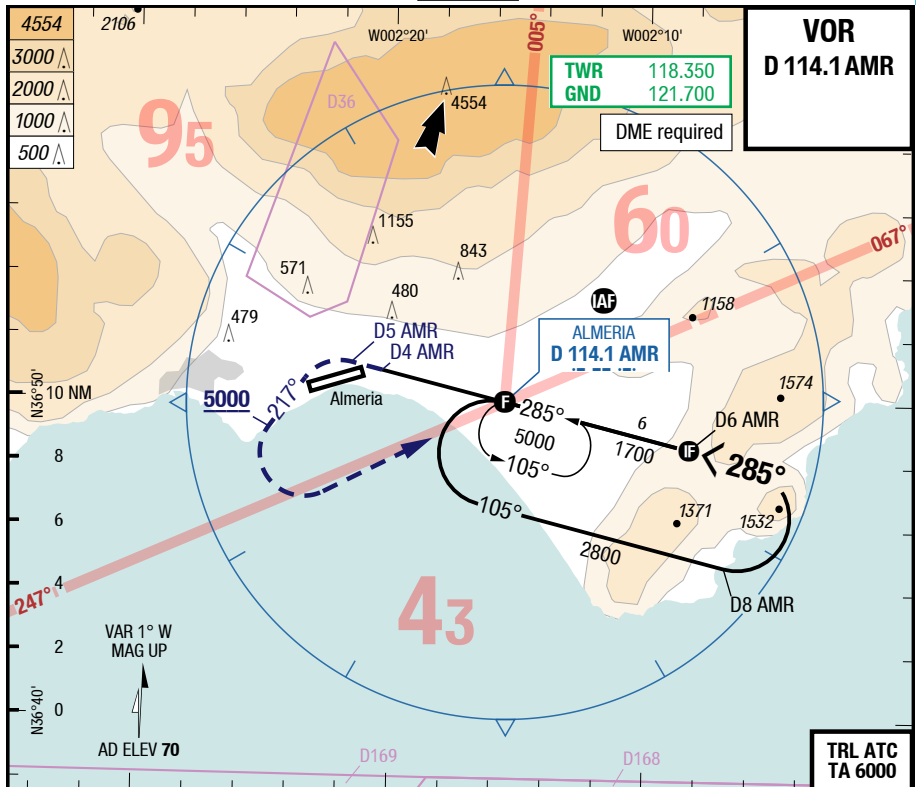 4554
3000
2000
1000
500
2106
W002°20'
W002°10'
005°
VOR
D 114.1 AMR
TWR 118.350
GND 121.700
DME required
D36
4554
95
60
1155
843
571
480
479
067°
IAF
1158
ALMERIA
D 114.1 AMR
D5 AMR
D4 AMR
N36°50'
10 NM
5000
217°
Almeria
F
285°
6
1700
D6 AMR
IF
285°
1574
5000
105°
8
105°
1371
1532
6
2800
4
D8 AMR
247°
43
2
VAR 1° W
MAG UP
N36°40'
0
AD ELEV 70
D169
D168
TRL ATC
TA 6000